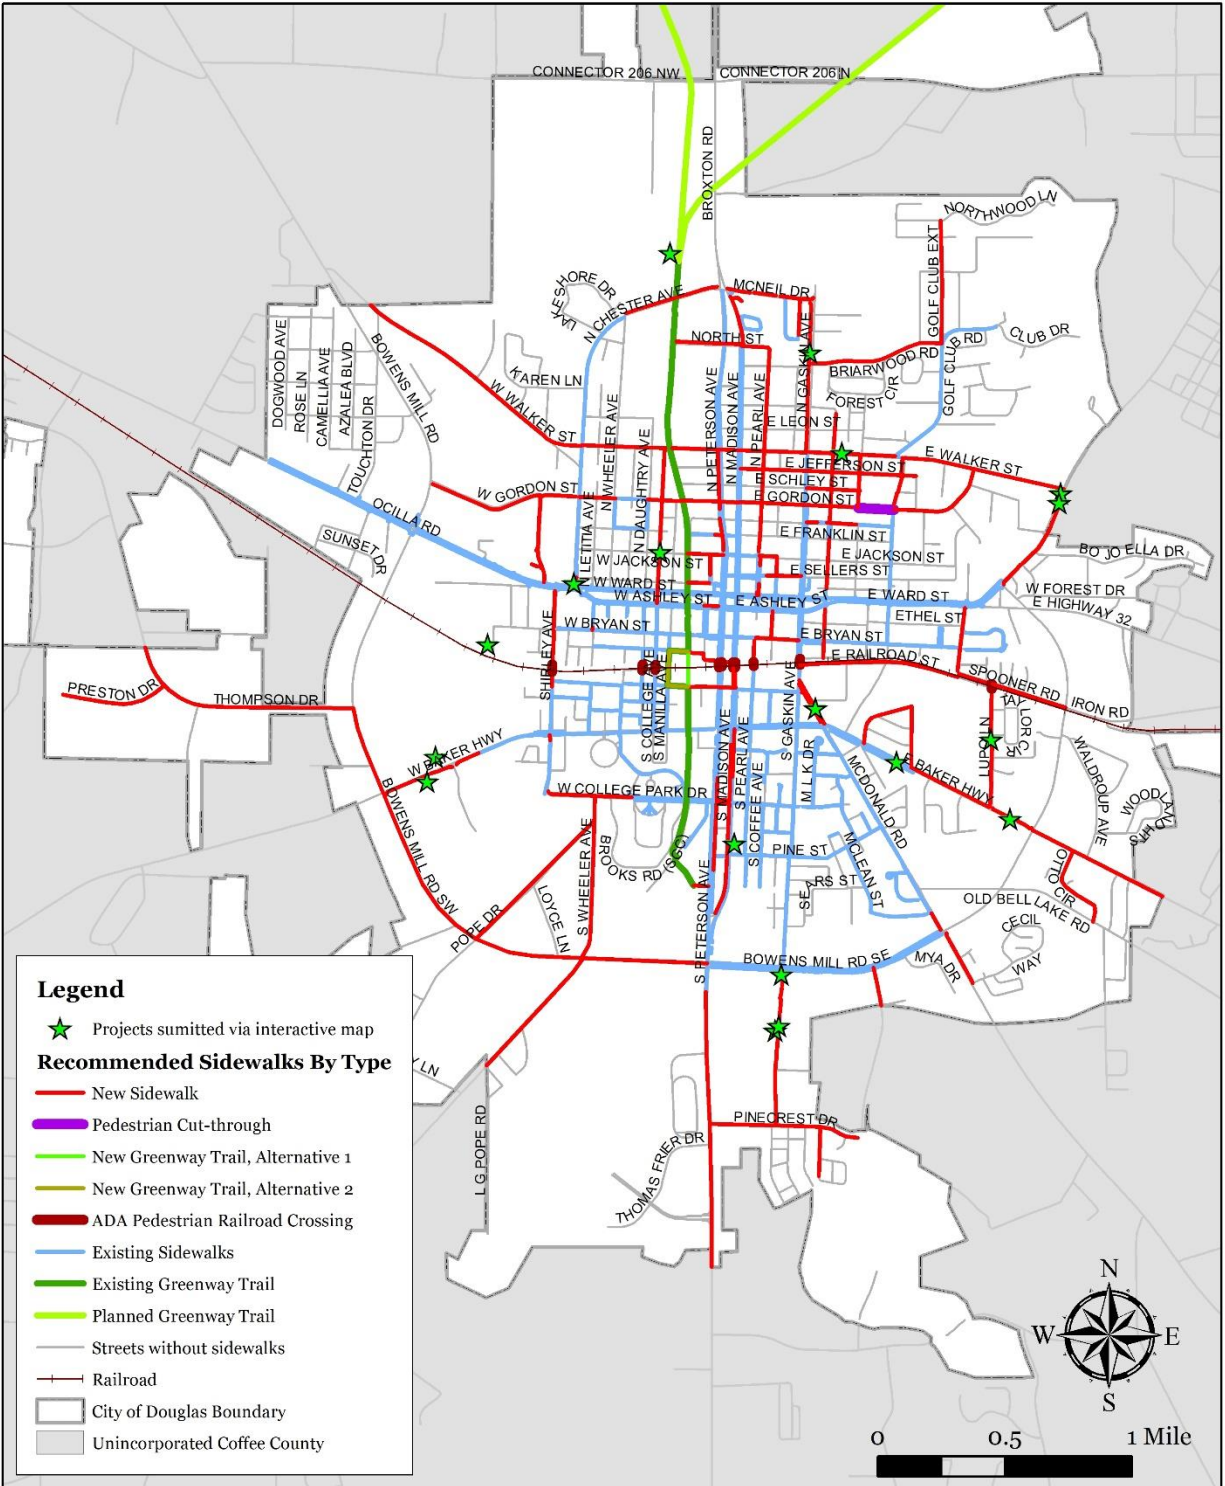 CONNECTOR 206 NW
CONNECTOR 206 N
BROXTON RD
NORTHWOOD LN
GOLF CLUB EXT
LAKESHORE DR
N CHESTER AVE
MCNEIL DR
NORTH ST
N GASKIN AVE
BRIARWOOD RD
GOLF CLUB RD
CLUB DR
FOREST CIR
DOGWOOD AVE
ROSE LN
CAMELLIA AVE
AZALEA BLVD
TOUCHTON DR
BOWENS MILL RD
KAREN LN
W WALKER ST
N WHEELER AVE
N DAUGHTRY AVE
N PETERSON AVE
N MADISON AVE
N PEARL AVE
E LEON ST
E WALKER ST
E JEFFERSON ST
E SCHLEY ST
E GORDON ST
W GORDON ST
OCILLA RD
SUNSET DR
N LETITIA AVE
E FRANKLIN ST
W JACKSON ST
E JACKSON ST
E SELLERS ST
BO JO ELLA DR
W WARD ST
W ASHLEY ST
E ASHLEY ST
E WARD ST
W FOREST DR
E HIGHWAY 32
ETHEL ST
W BRYAN ST
E BRYAN ST
E RAILROAD ST
SHIRLEY AVE
S COLLEGE AVE
S MANILLA AVE
S GASKIN AVE
SPOONER RD
IRON RD
TAYLOR CIR
LUPO LN
PRESTON DR
THOMPSON DR
W BAKER HWY
E BAKER HWY
S MADISON AVE
S PEARL AVE
S COFFEE AVE
M L K DR
MCDONALD RD
WALDROUP AVE
WOODLAND HTS
W COLLEGE PARK DR
BOWENS MILL RD SW
BROOKS RD (SGC)
S WHEELER AVE
PINE ST
MCLEAN ST
SEARS ST
OTTO CIR
OLD BELL LAKE RD
CECIL WAY
POPE DR
LOYCE LN
S PETERSON AVE
BOWENS MILL RD SE
MYA DR
Y LN
L G POPE RD
PINECREST DR
THOMAS FRIER DR
Legend
Projects sumitted via interactive map
Recommended Sidewalks By Type
New Sidewalk
Pedestrian Cut-through
New Greenway Trail, Alternative 1
New Greenway Trail, Alternative 2
ADA Pedestrian Railroad Crossing
Existing Sidewalks
Existing Greenway Trail
Planned Greenway Trail
Streets without sidewalks
Railroad
City of Douglas Boundary
Unincorporated Coffee County
N
W
E
S
0 0.5 1 Mile